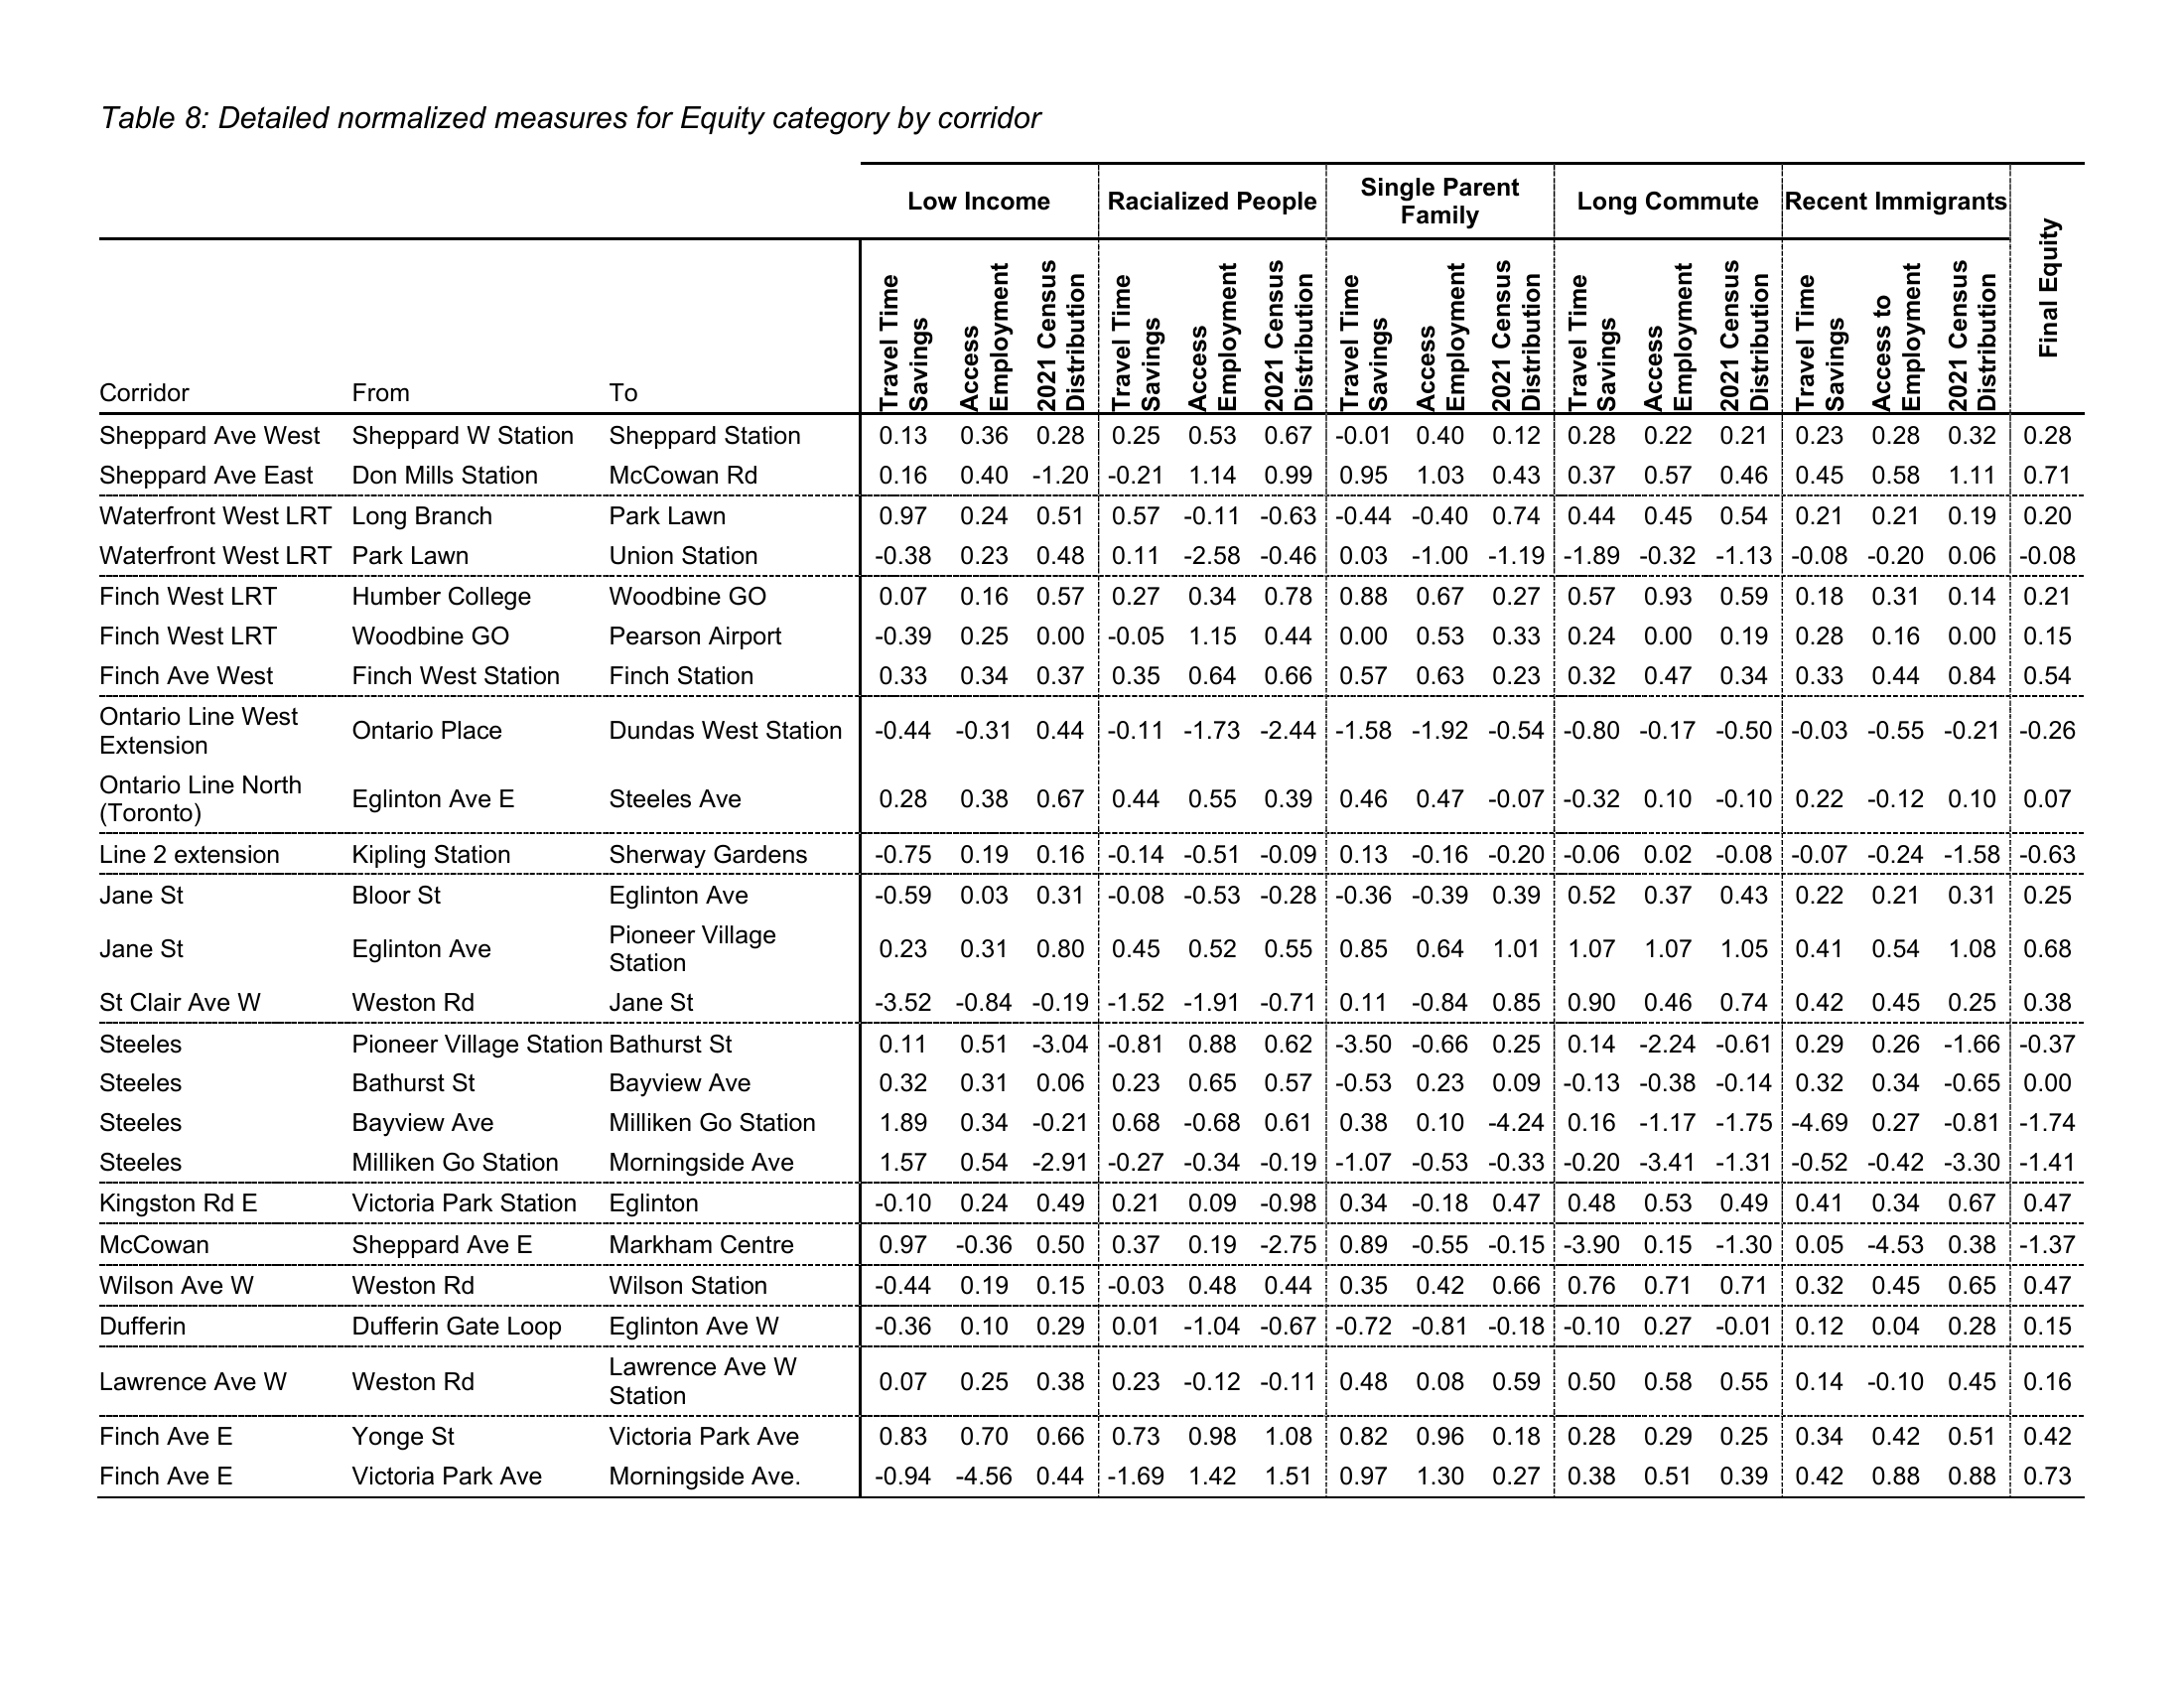 Table 8: Detailed normalized measures for Equity category by corridor
Low Income Racialized People Single Parent Family Long Commute Recent Immigrants Final Equity
Corridor From To Travel Time Savings Access Employment 2021 Census Distribution Travel Time Savings Access Employment 2021 Census Distribution Travel Time Savings Access Employment 2021 Census Distribution Travel Time Savings Access Employment 2021 Census Distribution Travel Time Savings Access to Employment 2021 Census Distribution
Sheppard Ave West Sheppard W Station Sheppard Station 0.13 0.36 0.28 0.25 0.53 0.67 -0.01 0.40 0.12 0.28 0.22 0.21 0.23 0.28 0.32 0.28
Sheppard Ave East Don Mills Station McCowan Rd 0.16 0.40 -1.20 -0.21 1.14 0.99 0.95 1.03 0.43 0.37 0.57 0.46 0.45 0.58 1.11 0.71
Waterfront West LRT Long Branch Park Lawn 0.97 0.24 0.51 0.57 -0.11 -0.63 -0.44 -0.40 0.74 0.44 0.45 0.54 0.21 0.21 0.19 0.20
Waterfront West LRT Park Lawn Union Station -0.38 0.23 0.48 0.11 -2.58 -0.46 0.03 -1.00 -1.19 -1.89 -0.32 -1.13 -0.08 -0.20 0.06 -0.08
Finch West LRT Humber College Woodbine GO 0.07 0.16 0.57 0.27 0.34 0.78 0.88 0.67 0.27 0.57 0.93 0.59 0.18 0.31 0.14 0.21
Finch West LRT Woodbine GO Pearson Airport -0.39 0.25 0.00 -0.05 1.15 0.44 0.00 0.53 0.33 0.24 0.00 0.19 0.28 0.16 0.00 0.15
Finch Ave West Finch West Station Finch Station 0.33 0.34 0.37 0.35 0.64 0.66 0.57 0.63 0.23 0.32 0.47 0.34 0.33 0.44 0.84 0.54
Ontario Line West Extension Ontario Place Dundas West Station -0.44 -0.31 0.44 -0.11 -1.73 -2.44 -1.58 -1.92 -0.54 -0.80 -0.17 -0.50 -0.03 -0.55 -0.21 -0.26
Ontario Line North (Toronto) Eglinton Ave E Steeles Ave 0.28 0.38 0.67 0.44 0.55 0.39 0.46 0.47 -0.07 -0.32 0.10 -0.10 0.22 -0.12 0.10 0.07
Line 2 extension Kipling Station Sherway Gardens -0.75 0.19 0.16 -0.14 -0.51 -0.09 0.13 -0.16 -0.20 -0.06 0.02 -0.08 -0.07 -0.24 -1.58 -0.63
Jane St Bloor St Eglinton Ave -0.59 0.03 0.31 -0.08 -0.53 -0.28 -0.36 -0.39 0.39 0.52 0.37 0.43 0.22 0.21 0.31 0.25
Jane St Eglinton Ave Pioneer Village Station 0.23 0.31 0.80 0.45 0.52 0.55 0.85 0.64 1.01 1.07 1.07 1.05 0.41 0.54 1.08 0.68
St Clair Ave W Weston Rd Jane St -3.52 -0.84 -0.19 -1.52 -1.91 -0.71 0.11 -0.84 0.85 0.90 0.46 0.74 0.42 0.45 0.25 0.38
Steeles Pioneer Village Station Bathurst St 0.11 0.51 -3.04 -0.81 0.88 0.62 -3.50 -0.66 0.25 0.14 -2.24 -0.61 0.29 0.26 -1.66 -0.37
Steeles Bathurst St Bayview Ave 0.32 0.31 0.06 0.23 0.65 0.57 -0.53 0.23 0.09 -0.13 -0.38 -0.14 0.32 0.34 -0.65 0.00
Steeles Bayview Ave Milliken Go Station 1.89 0.34 -0.21 0.68 -0.68 0.61 0.38 0.10 -4.24 0.16 -1.17 -1.75 -4.69 0.27 -0.81 -1.74
Steeles Milliken Go Station Morningside Ave 1.57 0.54 -2.91 -0.27 -0.34 -0.19 -1.07 -0.53 -0.33 -0.20 -3.41 -1.31 -0.52 -0.42 -3.30 -1.41
Kingston Rd E Victoria Park Station Eglinton -0.10 0.24 0.49 0.21 0.09 -0.98 0.34 -0.18 0.47 0.48 0.53 0.49 0.41 0.34 0.67 0.47
McCowan Sheppard Ave E Markham Centre 0.97 -0.36 0.50 0.37 0.19 -2.75 0.89 -0.55 -0.15 -3.90 0.15 -1.30 0.05 -4.53 0.38 -1.37
Wilson Ave W Weston Rd Wilson Station -0.44 0.19 0.15 -0.03 0.48 0.44 0.35 0.42 0.66 0.76 0.71 0.71 0.32 0.45 0.65 0.47
Dufferin Dufferin Gate Loop Eglinton Ave W -0.36 0.10 0.29 0.01 -1.04 -0.67 -0.72 -0.81 -0.18 -0.10 0.27 -0.01 0.12 0.04 0.28 0.15
Lawrence Ave W Weston Rd Lawrence Ave W Station 0.07 0.25 0.38 0.23 -0.12 -0.11 0.48 0.08 0.59 0.50 0.58 0.55 0.14 -0.10 0.45 0.16
Finch Ave E Yonge St Victoria Park Ave 0.83 0.70 0.66 0.73 0.98 1.08 0.82 0.96 0.18 0.28 0.29 0.25 0.34 0.42 0.51 0.42
Finch Ave E Victoria Park Ave Morningside Ave. -0.94 -4.56 0.44 -1.69 1.42 1.51 0.97 1.30 0.27 0.38 0.51 0.39 0.42 0.88 0.88 0.73